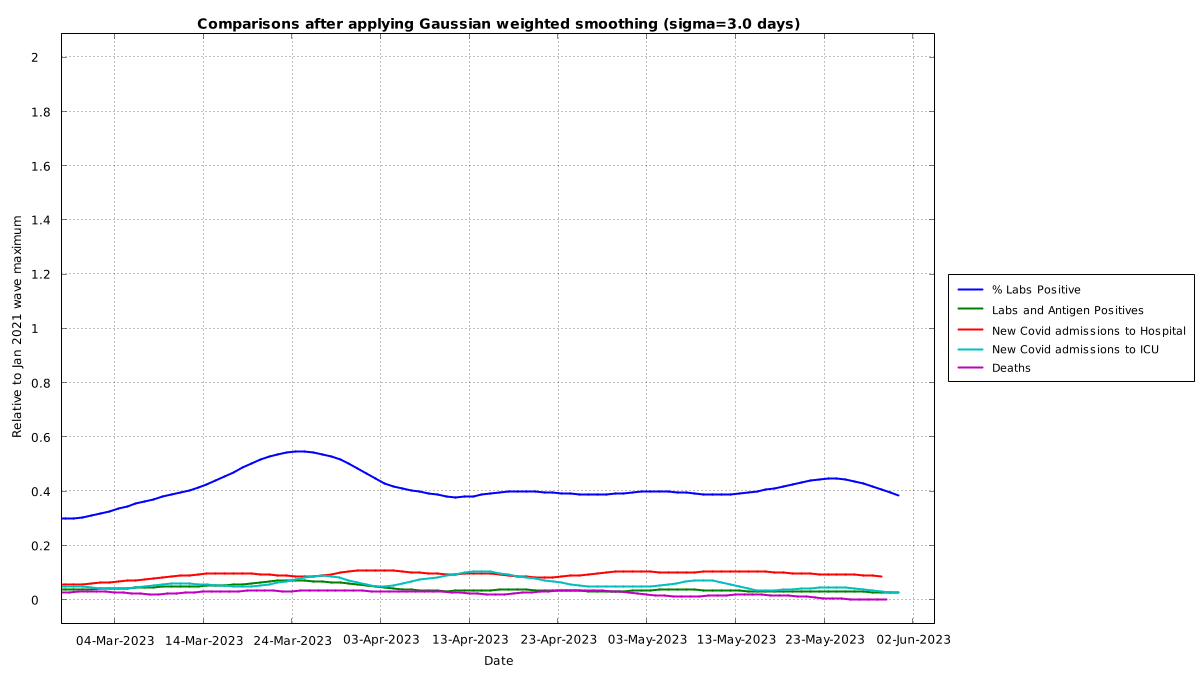 Comparisons after applying Gaussian weighted smoothing (sigma=3.0 days)
Relative to Jan 2021 wave maximum
2
1.8
1.6
1.4
1.2
1
0.8
0.6
0.4
0.2
0
04-Mar-2023 14-Mar-2023 24-Mar-2023 03-Apr-2023 13-Apr-2023 23-Apr-2023 03-May-2023 13-May-2023 23-May-2023 02-Jun-2023
Date
% Labs Positive
Labs and Antigen Positives
New Covid admissions to Hospital
New Covid admissions to ICU
Deaths